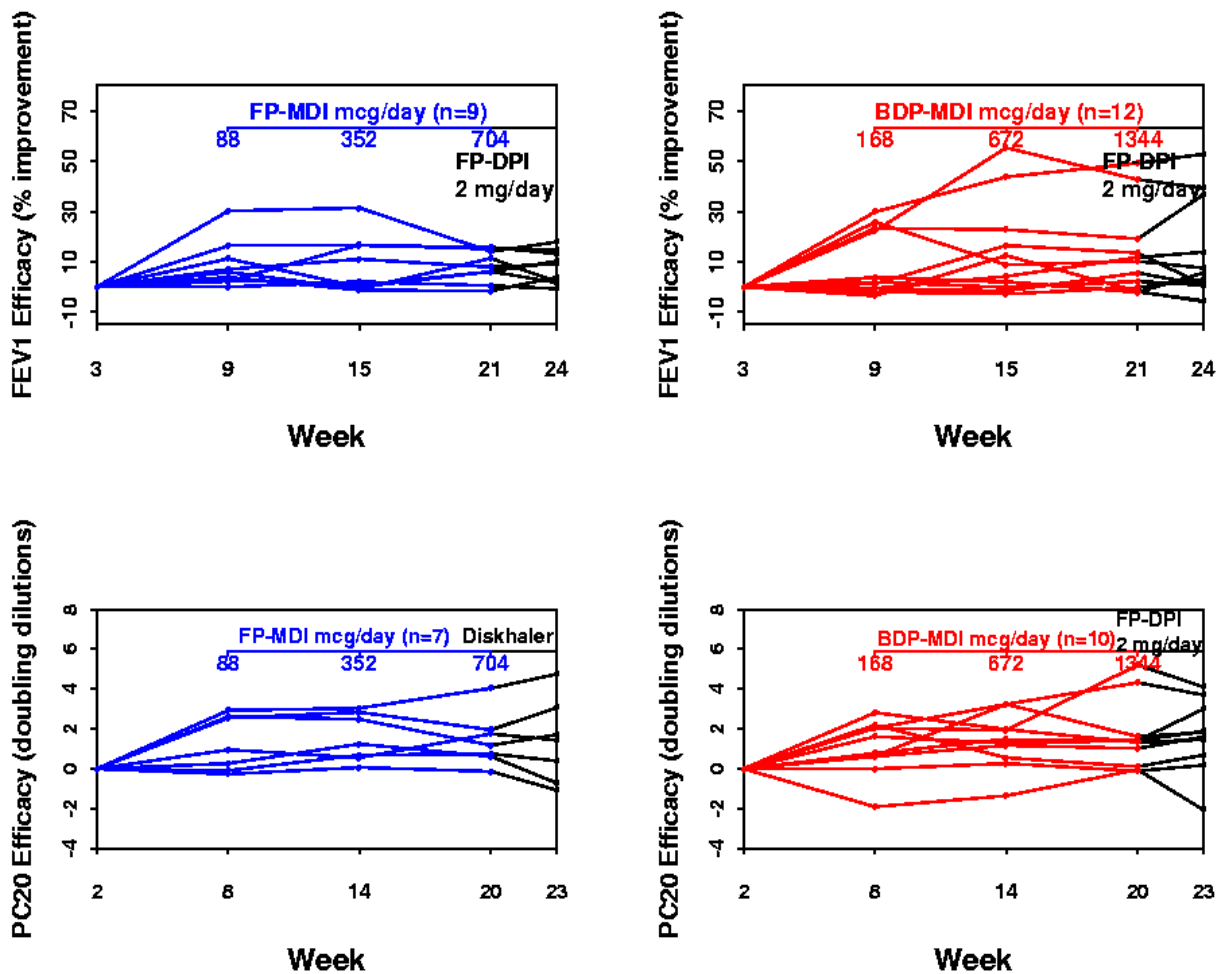 FEV1 Efficacy (% improvement)
70
50
30
10
-10
FP-MDI mcg/day (n=9)
88 352 704
FP-DPI
2 mg/day
3 9 15 21 24
Week
FEV1 Efficacy (% improvement)
70
50
30
10
-10
BDP-MDI mcg/day (n=12)
168 672 1344
FP-DPI
2 mg/day
3 9 15 21 24
Week
PC20 Efficacy (doubling dilutions)
8
6
4
2
0
-2
-4
FP-MDI mcg/day (n=7) Diskhaler
88 352 704
2 8 14 20 23
Week
PC20 Efficacy (doubling dilutions)
8
6
4
2
0
-2
-4
FP-DPI
BDP-MDI mcg/day (n=10) 2 mg/day
168 672 1344
2 8 14 20 23
Week